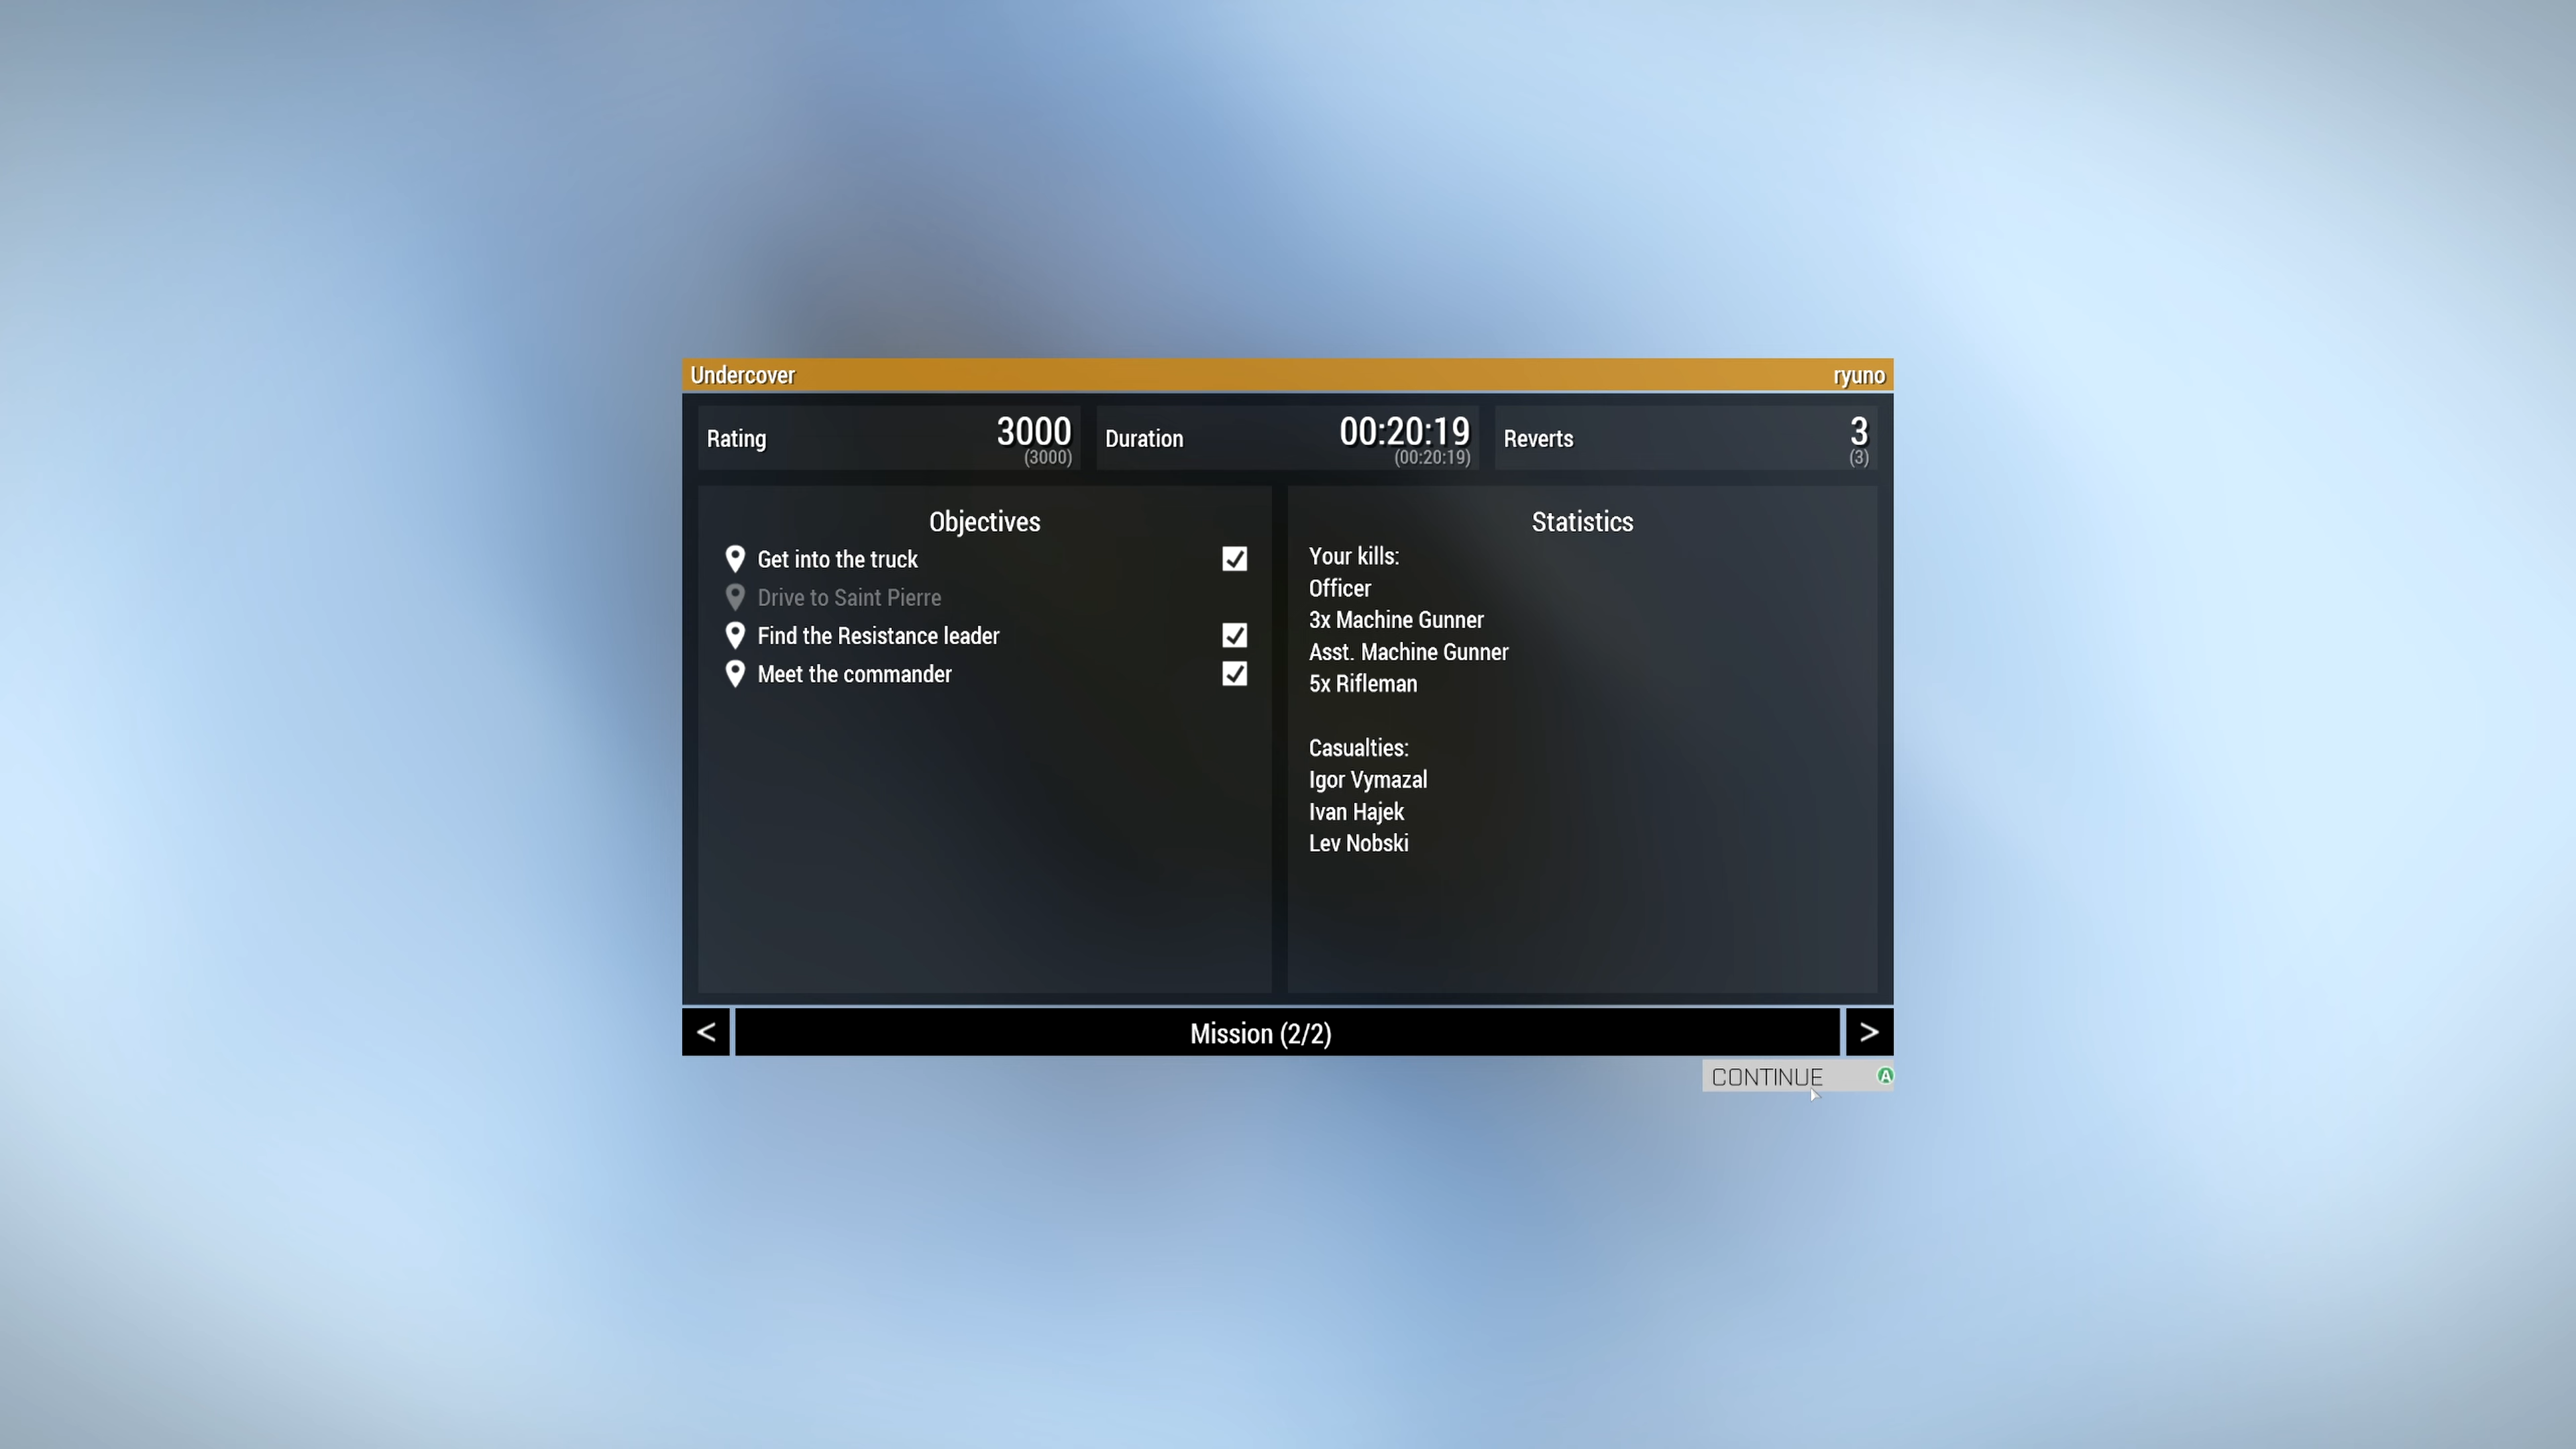 Undercover
ryuno
Rating
3000
(3000)
Duration
00:20:19
(00:20:19)
Reverts
3
(3)
Objectives
Get into the truck
Drive to Saint Pierre
Find the Resistance leader
Meet the commander
Statistics
Your kills:
Officer
3x Machine Gunner
Asst. Machine Gunner
5x Rifleman
Casualties:
Igor Vymazal
Ivan Hajek
Lev Nobski
<
Mission (2/2)
>
CONTINUE
A